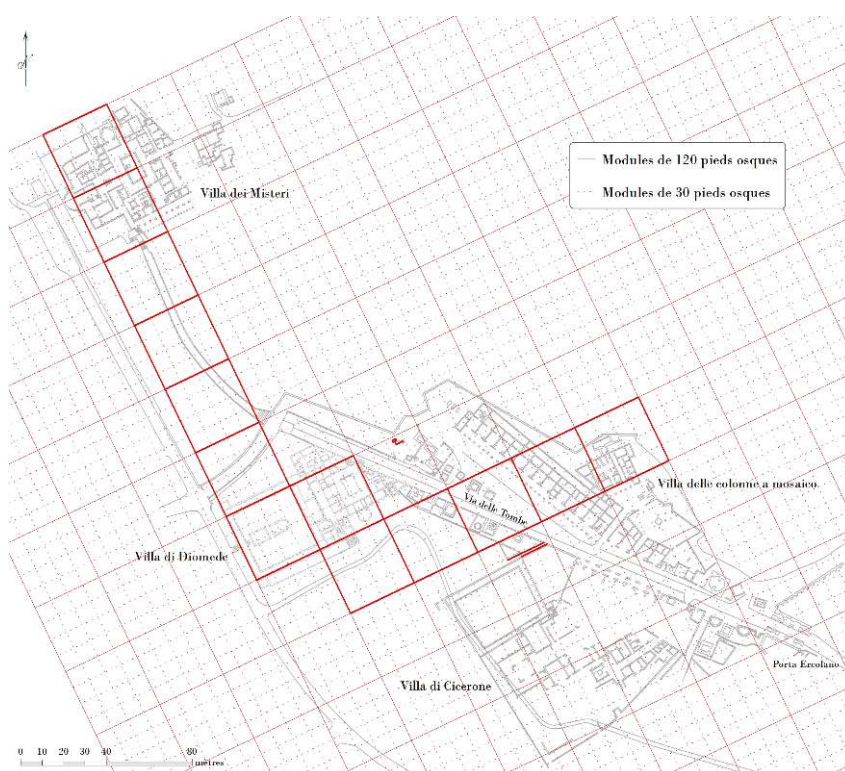 N
Modules de 120 pieds osques
Modules de 30 pieds osques
Villa dei Misteri
Villa delle colonne a mosaico
Via delle Tombe
Villa di Diomede
Villa di Cicerone
Porta Ercolano
0 10 20 30 40 80
mètres